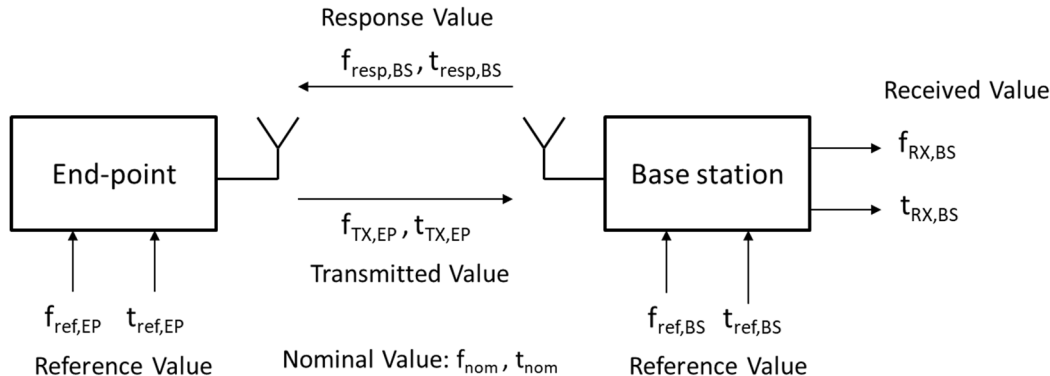 Response Value
f_resp,BS , t_resp,BS
Received Value
End-point
Base station
f_RX,BS
t_RX,BS
f_TX,EP , t_TX,EP
Transmitted Value
f_ref,EP t_ref,EP
f_ref,BS t_ref,BS
Reference Value
Nominal Value: f_nom , t_nom
Reference Value